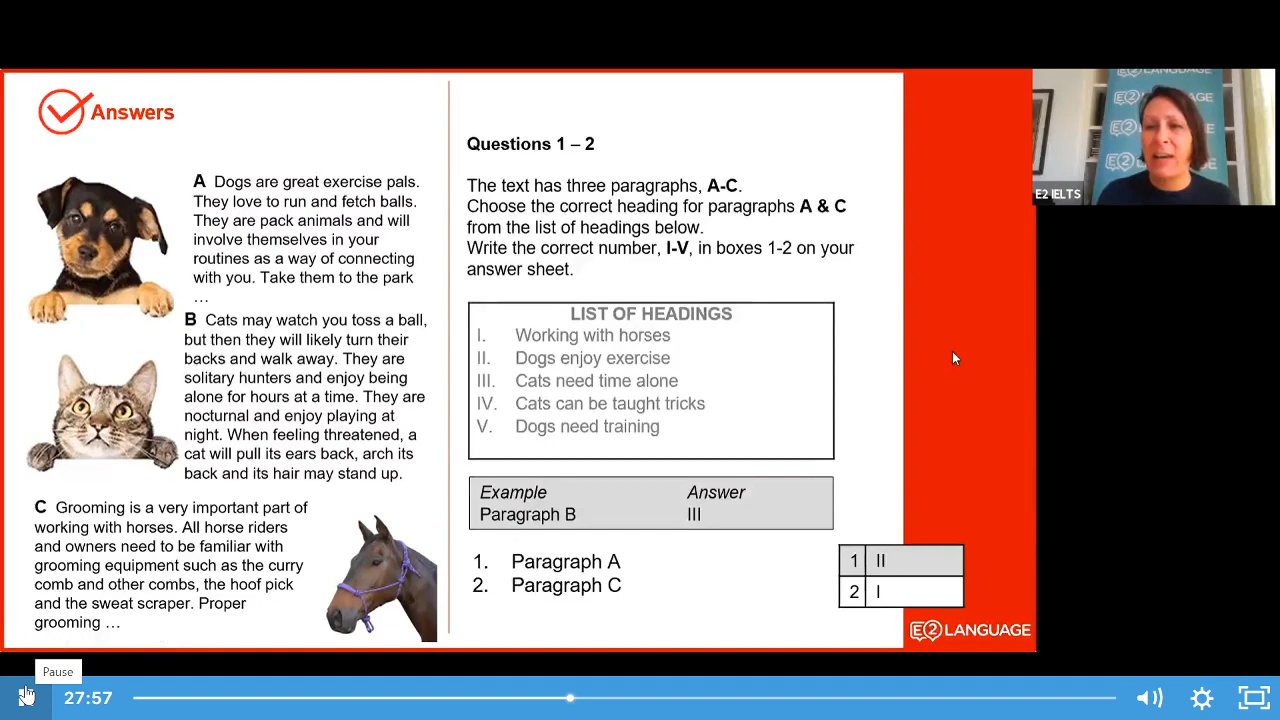 Answers
A Dogs are great exercise pals.
They love to run and fetch balls.
They are pack animals and will
involve themselves in your
routines as a way of connecting
with you. Take them to the park
…
B Cats may watch you toss a ball,
but then they will likely turn their
backs and walk away. They are
solitary hunters and enjoy being
alone for hours at a time. They are
nocturnal and enjoy playing at
night. When feeling threatened, a
cat will pull its ears back, arch its
back and its hair may stand up.
C Grooming is a very important part of
working with horses. All horse riders
and owners need to be familiar with
grooming equipment such as the curry
comb and other combs, the hoof pick
and the sweat scraper. Proper
grooming …
Questions 1 – 2
The text has three paragraphs, A-C.
Choose the correct heading for paragraphs A & C
from the list of headings below.
Write the correct number, I-V, in boxes 1-2 on your
answer sheet.
LIST OF HEADINGS
I. Working with horses
II. Dogs enjoy exercise
III. Cats need time alone
IV. Cats can be taught tricks
V. Dogs need training
Example Answer
Paragraph B III
1. Paragraph A
2. Paragraph C
1 II
2 I
E2 LANGUAGE
E2 LANGUAGE
E2 IELTS
Pause
27:57